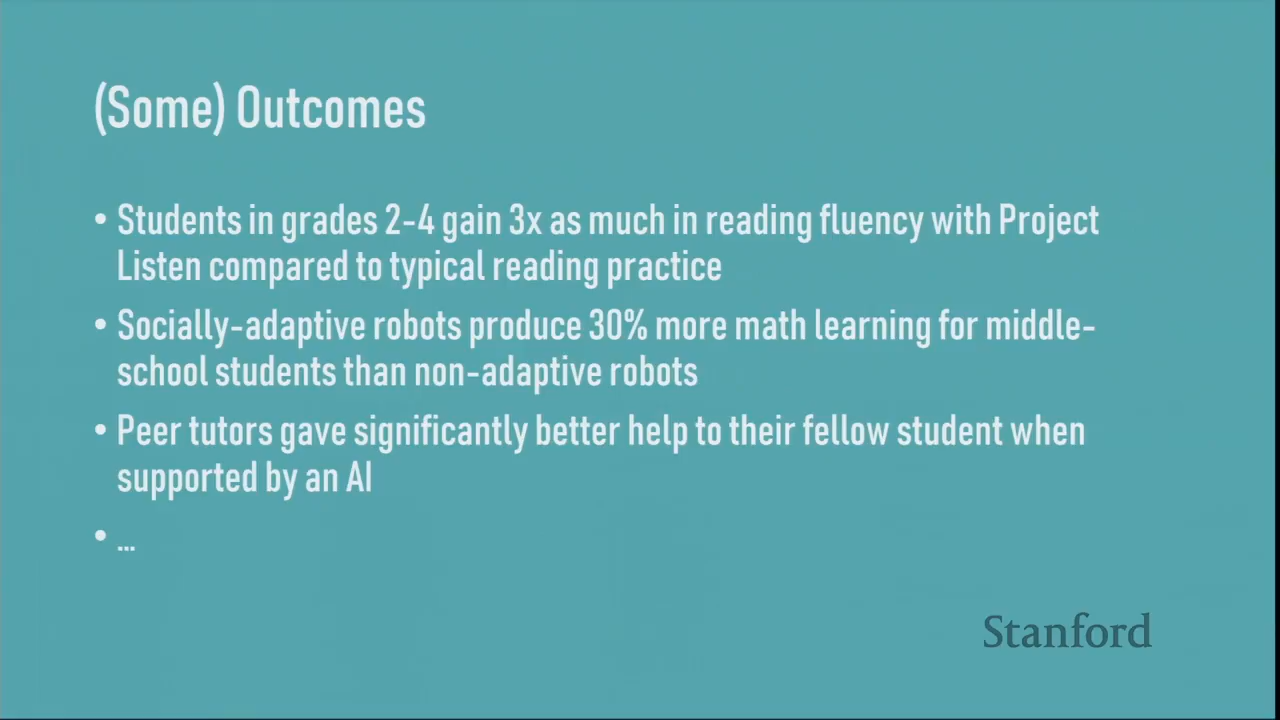 (Some) Outcomes
• Students in grades 2-4 gain 3x as much in reading fluency with Project
Listen compared to typical reading practice
• Socially-adaptive robots produce 30% more math learning for middle-
school students than non-adaptive robots
• Peer tutors gave significantly better help to their fellow student when
supported by an AI
• ...
Stanford